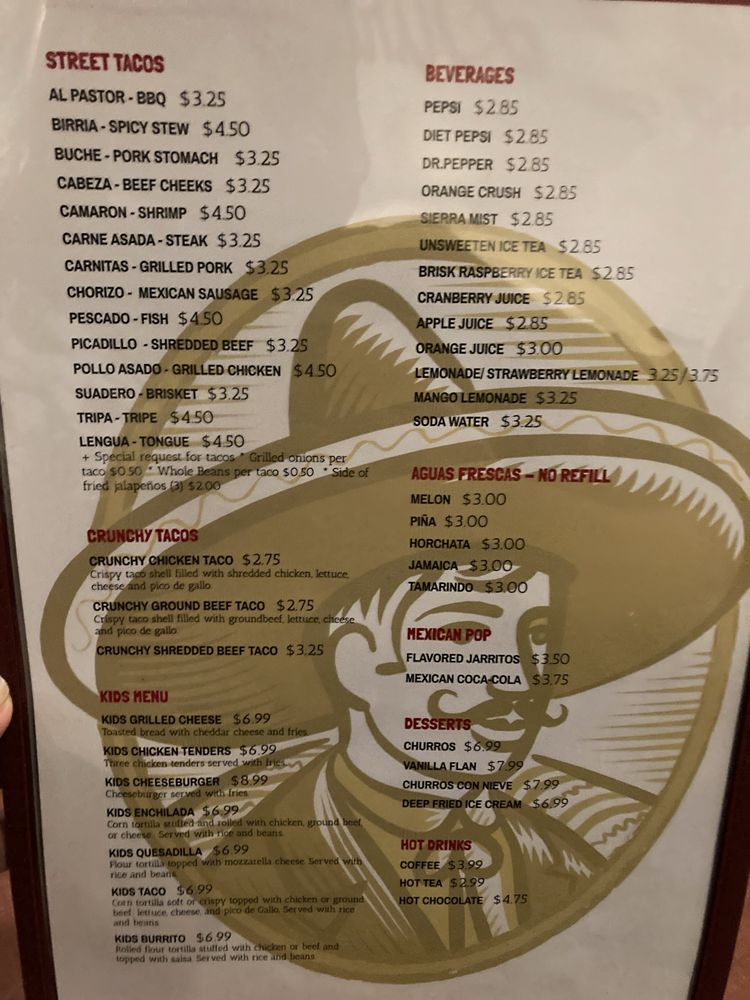 STREET TACOS
AL PASTOR - BBQ $3.25
BIRRIA - SPICY STEW $4.50
BUCHE - PORK STOMACH $3.25
CABEZA - BEEF CHEEKS $3.25
CAMARON - SHRIMP $4.50
CARNE ASADA - STEAK $3.25
CARNITAS - GRILLED PORK $3.25
CHORIZO - MEXICAN SAUSAGE $3.25
PESCADO - FISH $4.50
PICADILLO - SHREDDED BEEF $3.25
POLLO ASADO - GRILLED CHICKEN $4.50
SUADERO - BRISKET $3.25
TRIPA - TRIPE $4.50
LENGUA - TONGUE $4.50
+ Special request for tacos * Grilled onions per
taco $0.50 * Whole Beans per taco $0.50 * Side of
fried jalapeños (3) $2.00
CRUNCHY TACOS
CRUNCHY CHICKEN TACO $2.75
Crispy taco shell filled with shredded chicken, lettuce,
cheese and pico de gallo
CRUNCHY GROUND BEEF TACO $2.75
Crispy taco shell filled with groundbeef, lettuce, cheese
and pico de gallo
CRUNCHY SHREDDED BEEF TACO $3.25
KIDS MENU
KIDS GRILLED CHEESE $6.99
Toasted bread with cheddar cheese and fries.
KIDS CHICKEN TENDERS $6.99
Three chicken tenders served with fries.
KIDS CHEESEBURGER $8.99
Cheeseburger served with fries.
KIDS ENCHILADA $6.99
Corn tortilla stuffed and rolled with chicken, ground beef,
or cheese. Served with rice and beans.
KIDS QUESADILLA $6.99
Flour tortilla topped with mozzarella cheese. Served with
rice and beans.
KIDS TACO $6.99
Corn tortilla soft or crispy topped with chicken or ground
beef, lettuce, cheese, and pico de Gallo. Served with rice
and beans
KIDS BURRITO $6.99
Rolled flour tortilla stuffed with chicken or beef and
topped with salsa. Served with rice and beans
BEVERAGES
PEPSI $2.85
DIET PEPSI $2.85
DR.PEPPER $2.85
ORANGE CRUSH $2.85
SIERRA MIST $2.85
UNSWEETEN ICE TEA $2.85
BRISK RASPBERRY ICE TEA $2.85
CRANBERRY JUICE $2.85
APPLE JUICE $2.85
ORANGE JUICE $3.00
LEMONADE/ STRAWBERRY LEMONADE 3.25/3.75
MANGO LEMONADE $3.25
SODA WATER $3.25
AGUAS FRESCAS – NO REFILL
MELON $3.00
PIÑA $3.00
HORCHATA $3.00
JAMAICA $3.00
TAMARINDO $3.00
MEXICAN POP
FLAVORED JARRITOS $3.50
MEXICAN COCA-COLA $3.75
DESSERTS
CHURROS $6.99
VANILLA FLAN $7.99
CHURROS CON NIEVE $7.99
DEEP FRIED ICE CREAM $6.99
HOT DRINKS
COFFEE $3.99
HOT TEA $2.99
HOT CHOCOLATE $4.75